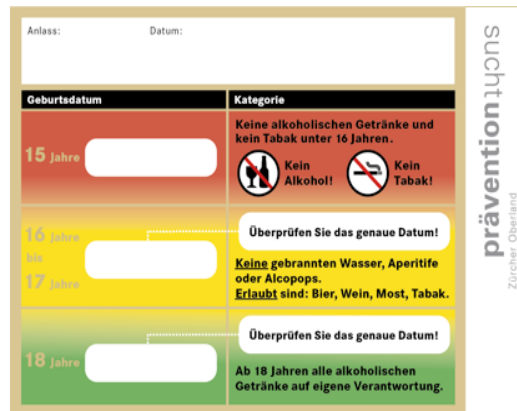 Anlass: Datum:
Geburtsdatum Kategorie
15 Jahre
Keine alkoholischen Getränke und
kein Tabak unter 16 Jahren.
Kein
Alkohol!
Kein
Tabak!
16 Jahre
bis
17 Jahre
Überprüfen Sie das genaue Datum!
Keine gebrannten Wasser, Aperitife
oder Alcopops.
Erlaubt sind: Bier, Wein, Most, Tabak.
18 Jahre
Überprüfen Sie das genaue Datum!
Ab 18 Jahren alle alkoholischen
Getränke auf eigene Verantwortung.
suchtprävention
Zürcher Oberland